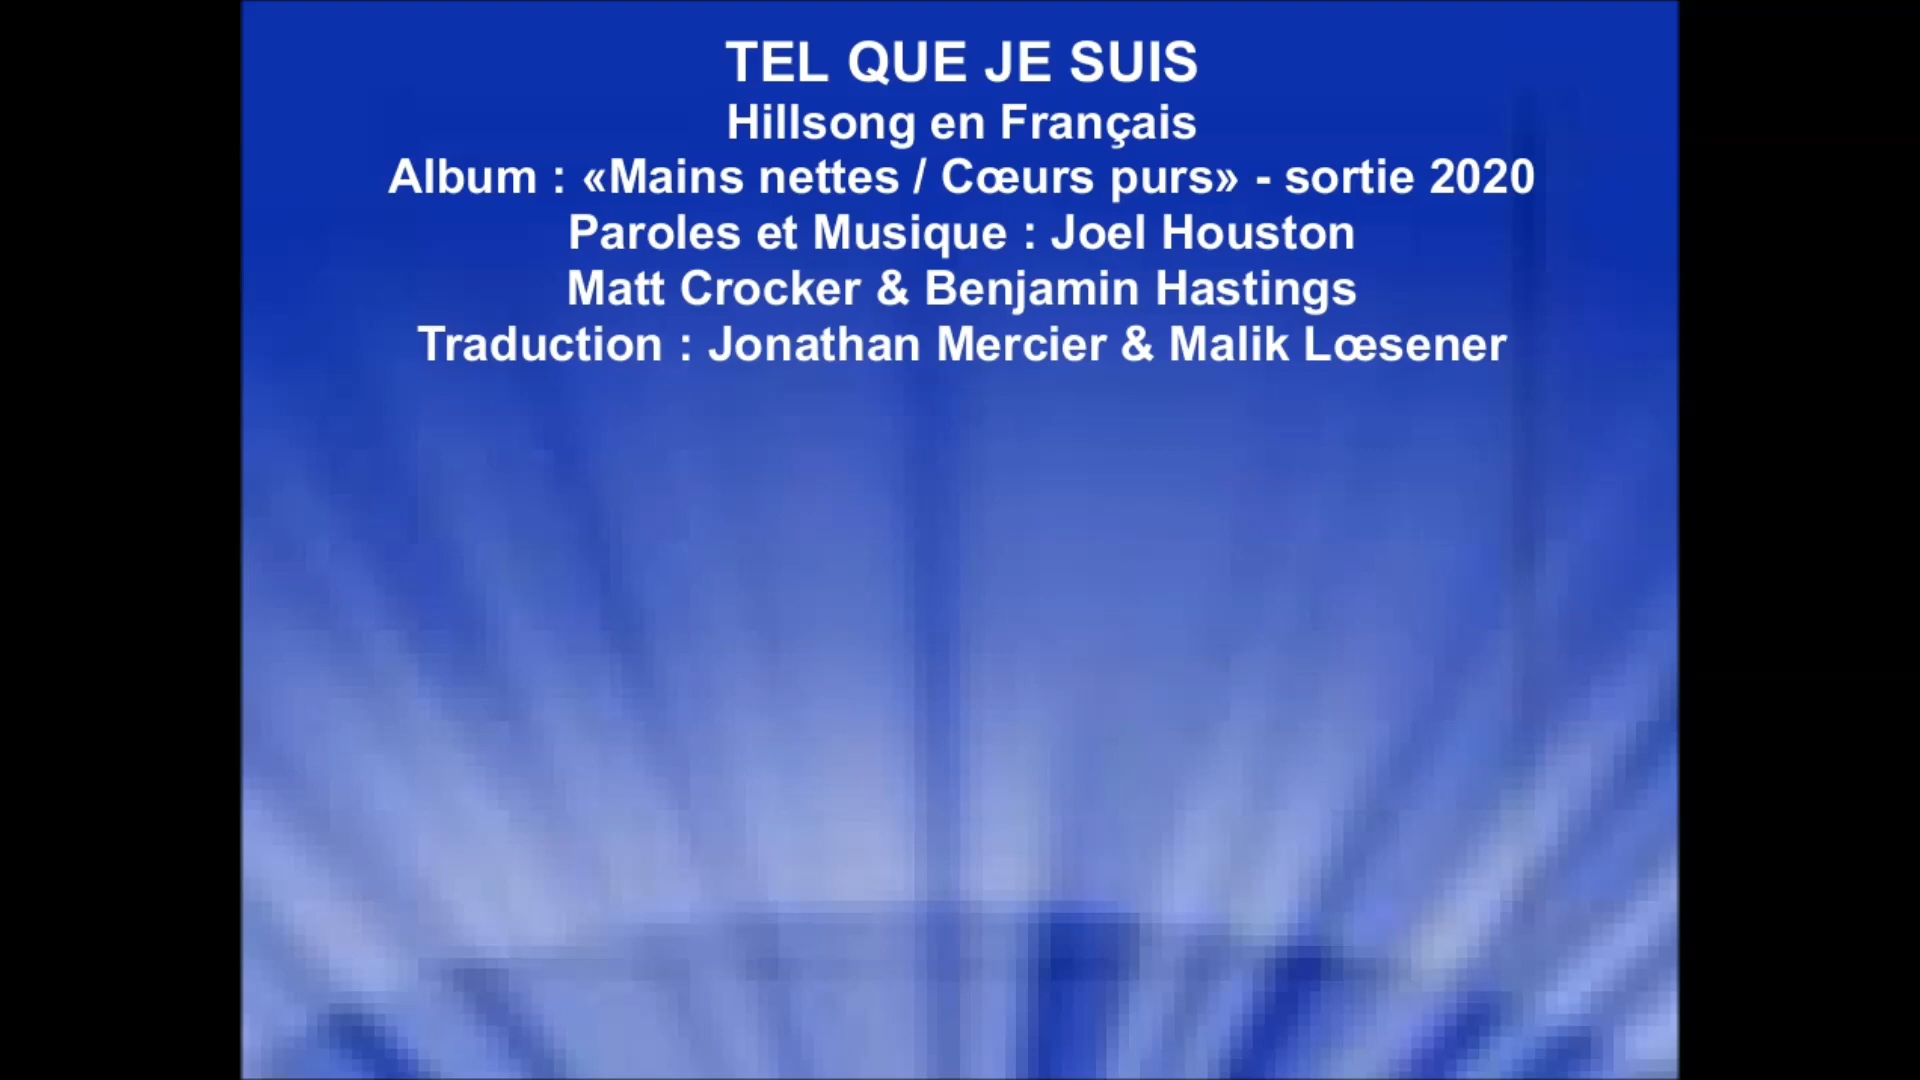 TEL QUE JE SUIS
Hillsong en Français
Album : «Mains nettes / Cœurs purs» - sortie 2020
Paroles et Musique : Joel Houston
Matt Crocker & Benjamin Hastings
Traduction : Jonathan Mercier & Malik Lœsener